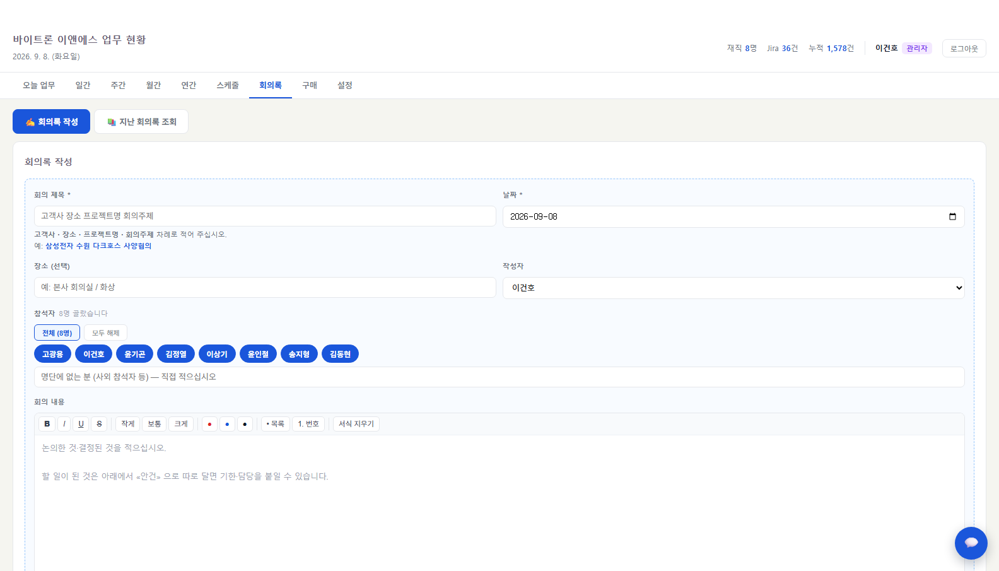 바이트론 이앤에스 업무 현황
2026. 9. 8. (화요일)
재직 8명 Jira 36건 누적 1,578건 이건호 관리자 로그아웃
오늘 업무 일간 주간 월간 연간 스케줄 회의록 구매 설정
회의록 작성 지난 회의록 조회
회의록 작성
회의 제목 * 날짜 *
고객사 장소 프로젝트명 회의주제 2026-09-08
고객사 · 장소 · 프로젝트명 · 회의주제 차례로 적어 주십시오.
예: 삼성전자 수원 다크호스 사양협의
장소 (선택) 작성자
예: 본사 회의실 / 화상 이건호
참석자 8명 골랐습니다
전체 (8명) 모두 해제
고광용 이건호 윤기곤 김정열 이상기 윤인철 송지형 김동현
명단에 없는 분 (사외 참석자 등) — 직접 적으십시오
회의 내용
B I U S 작게 보통 크게 ● ● ● • 목록 1. 번호 서식 지우기
논의한 것·결정된 것을 적으십시오.
할 일이 된 것은 아래에서 «안건» 으로 따로 달면 기한·담당을 붙일 수 있습니다.